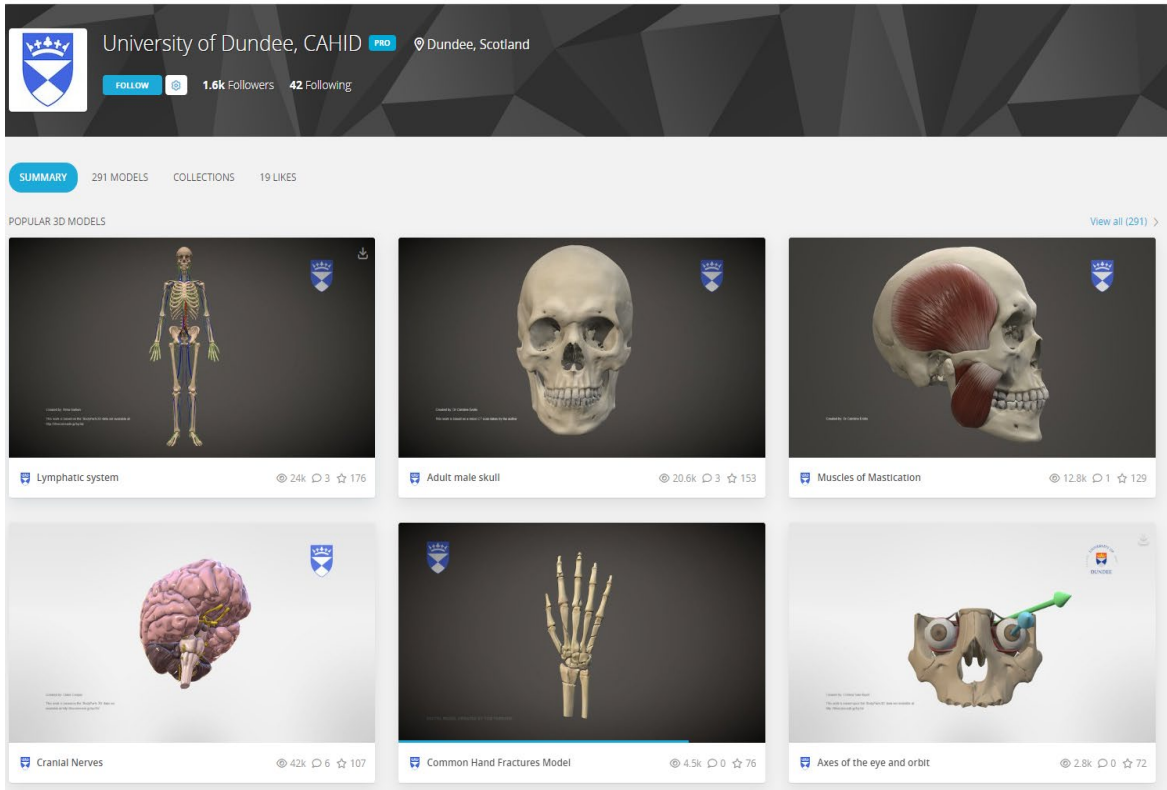 University of Dundee, CAHID PRO Dundee, Scotland
FOLLOW 1.6k Followers 42 Following
SUMMARY 291 MODELS COLLECTIONS 19 LIKES
POPULAR 3D MODELS View all (291)
Lymphatic system 24k 3 176
Adult male skull 20.6k 3 153
Muscles of Mastication 12.8k 1 129
DUNDEE
Cranial Nerves 42k 6 107
Common Hand Fractures Model 4.5k 0 76
Axes of the eye and orbit 2.8k 0 72